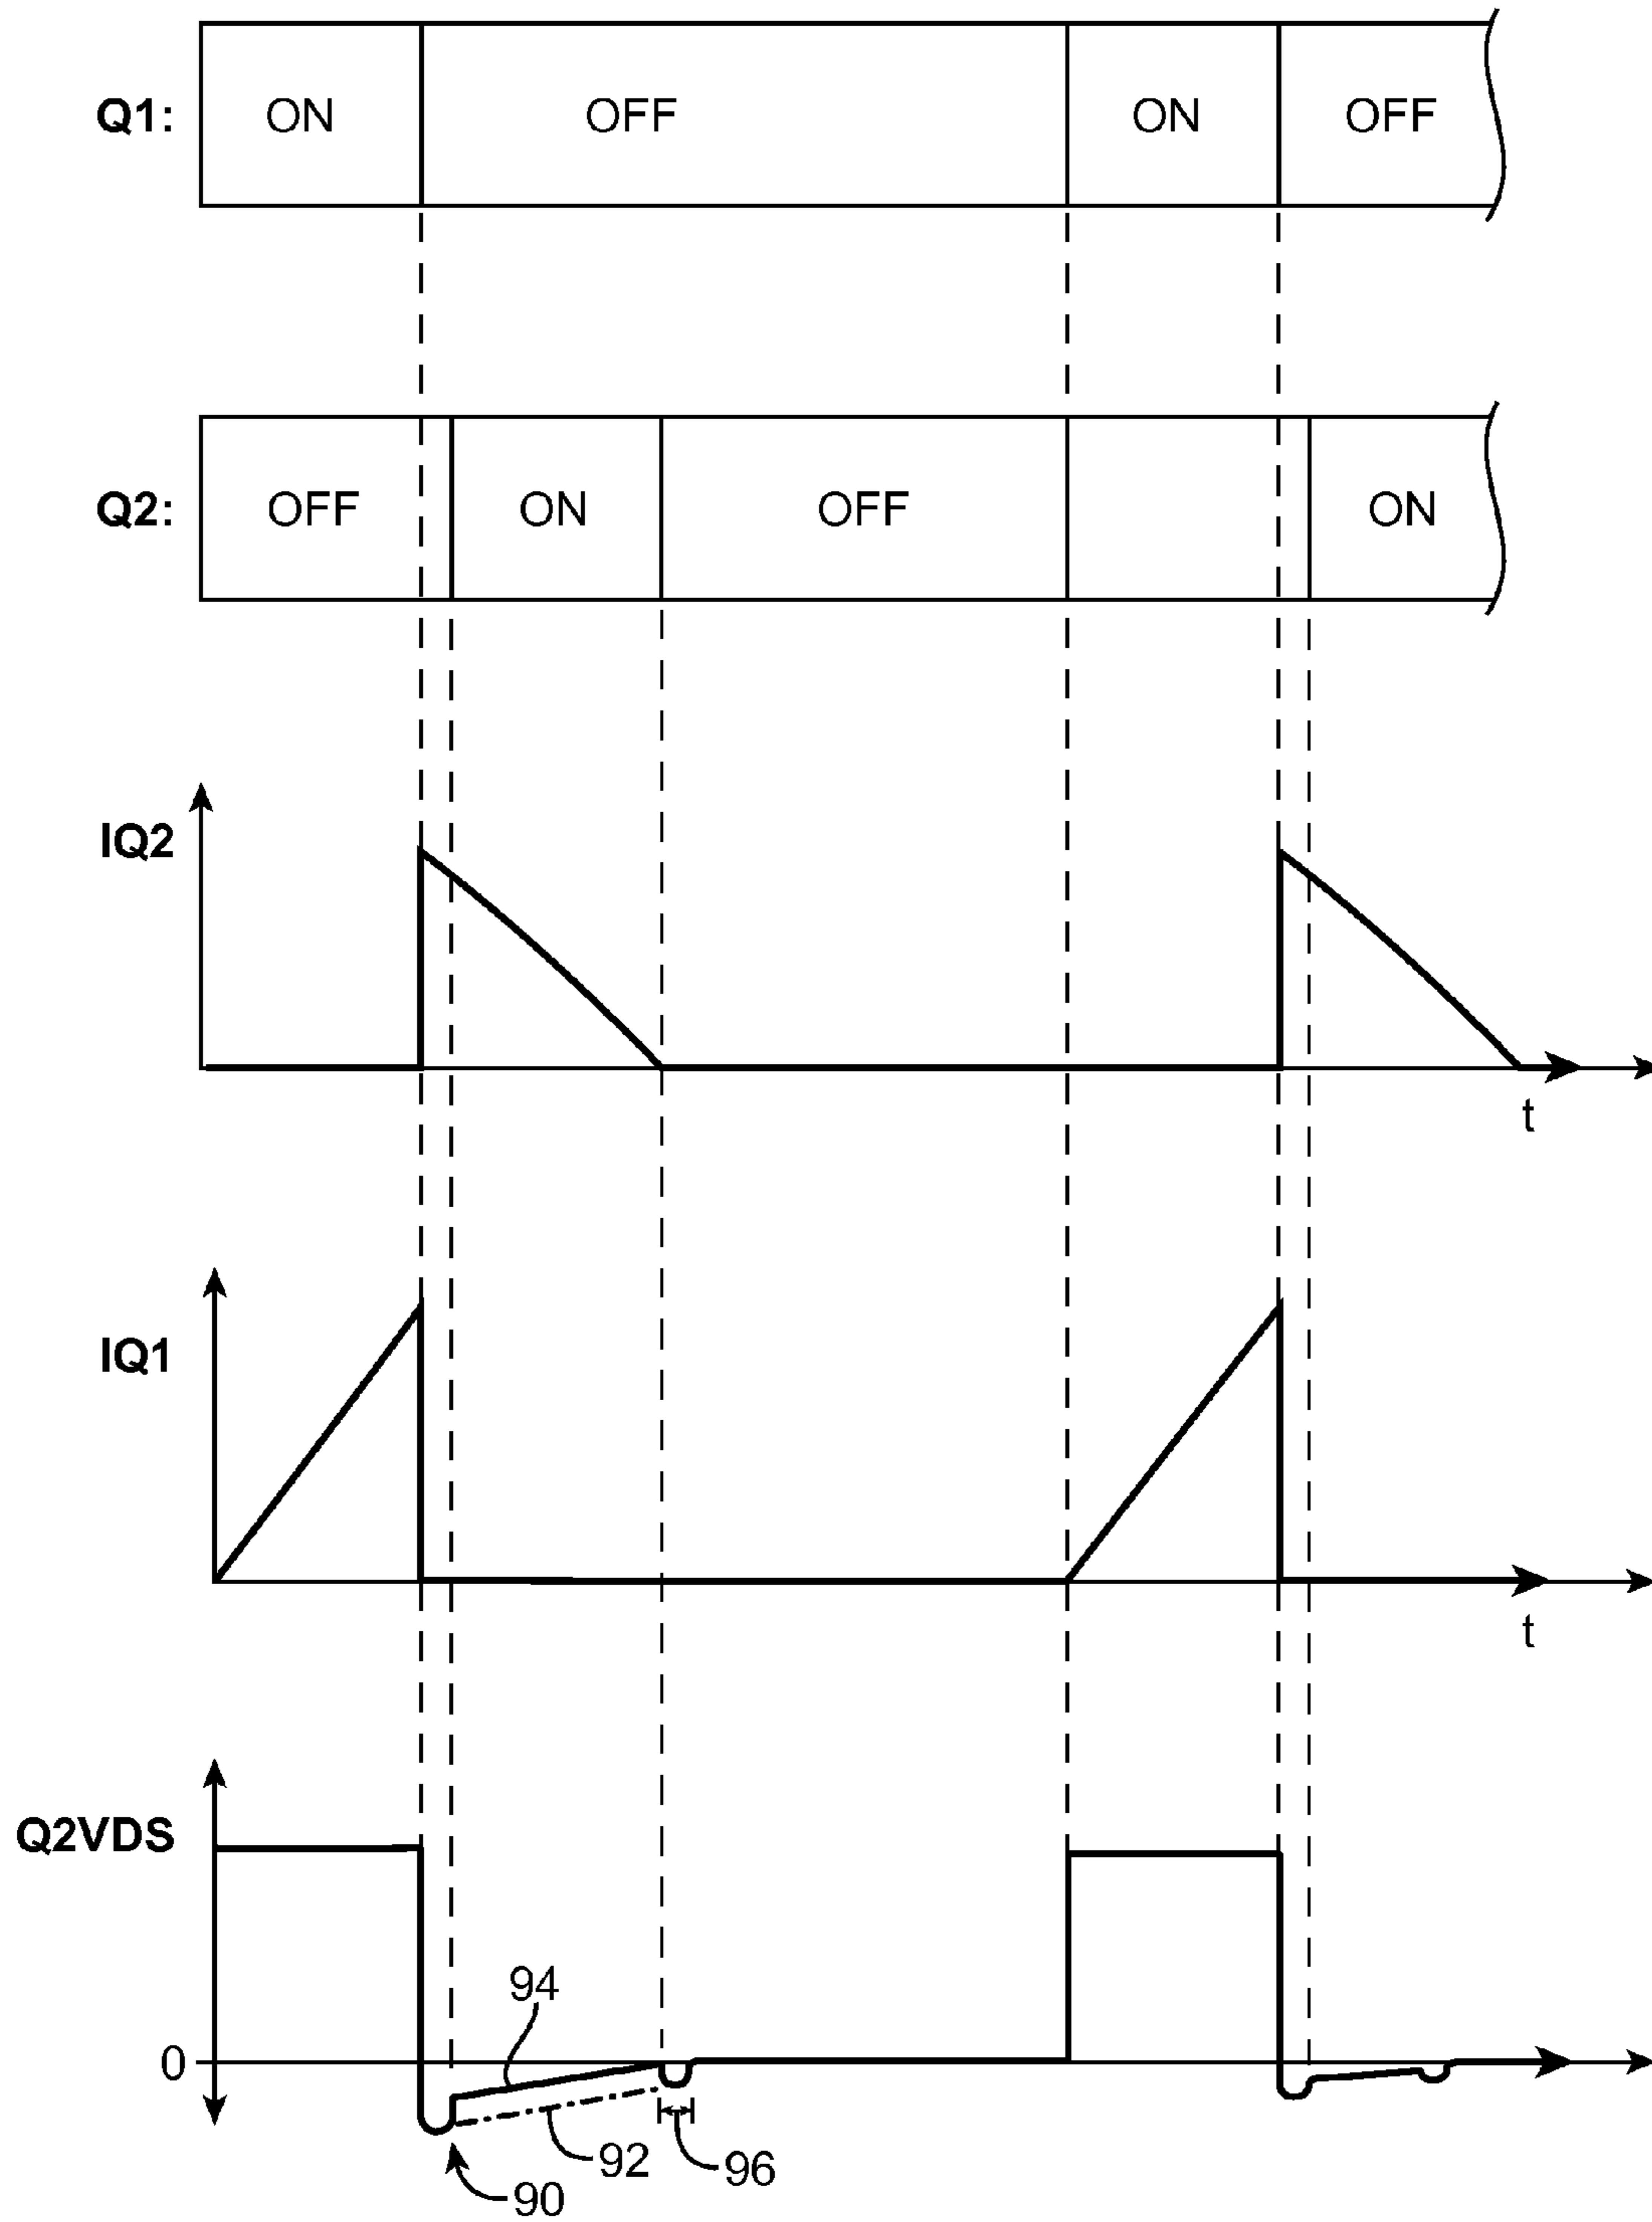 Q1: ON OFF ON OFF
Q2: OFF ON OFF ON
IQ2
t
IQ1
t
Q2VDS
94
0
92
96
90